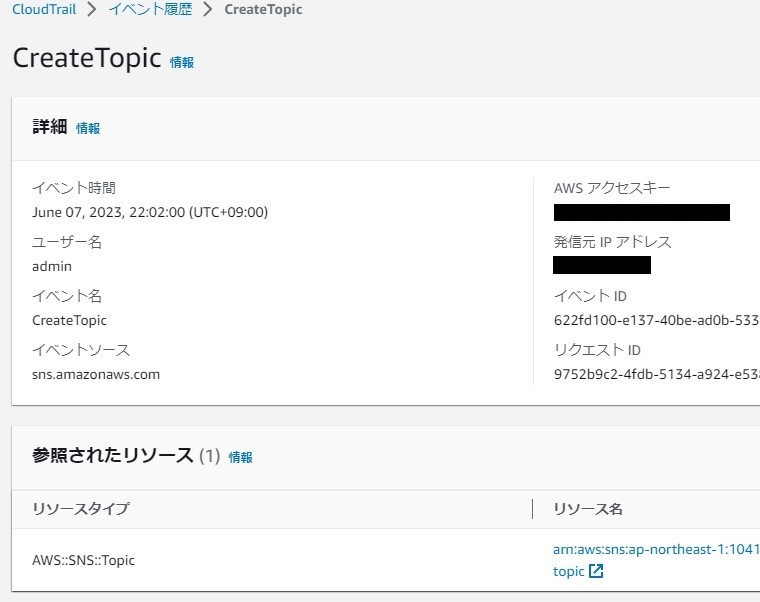 CloudTrail > イベント履歴 > CreateTopic
CreateTopic 情報
詳細 情報
イベント時間
June 07, 2023, 22:02:00 (UTC+09:00)
ユーザー名
admin
イベント名
CreateTopic
イベントソース
sns.amazonaws.com
AWS アクセスキー
発信元 IP アドレス
イベント ID
622fd100-e137-40be-ad0b-533
リクエスト ID
9752b9c2-4fdb-5134-a924-e53
参照されたリソース (1) 情報
リソースタイプ
リソース名
AWS::SNS::Topic
arn:aws:sns:ap-northeast-1:1041
topic